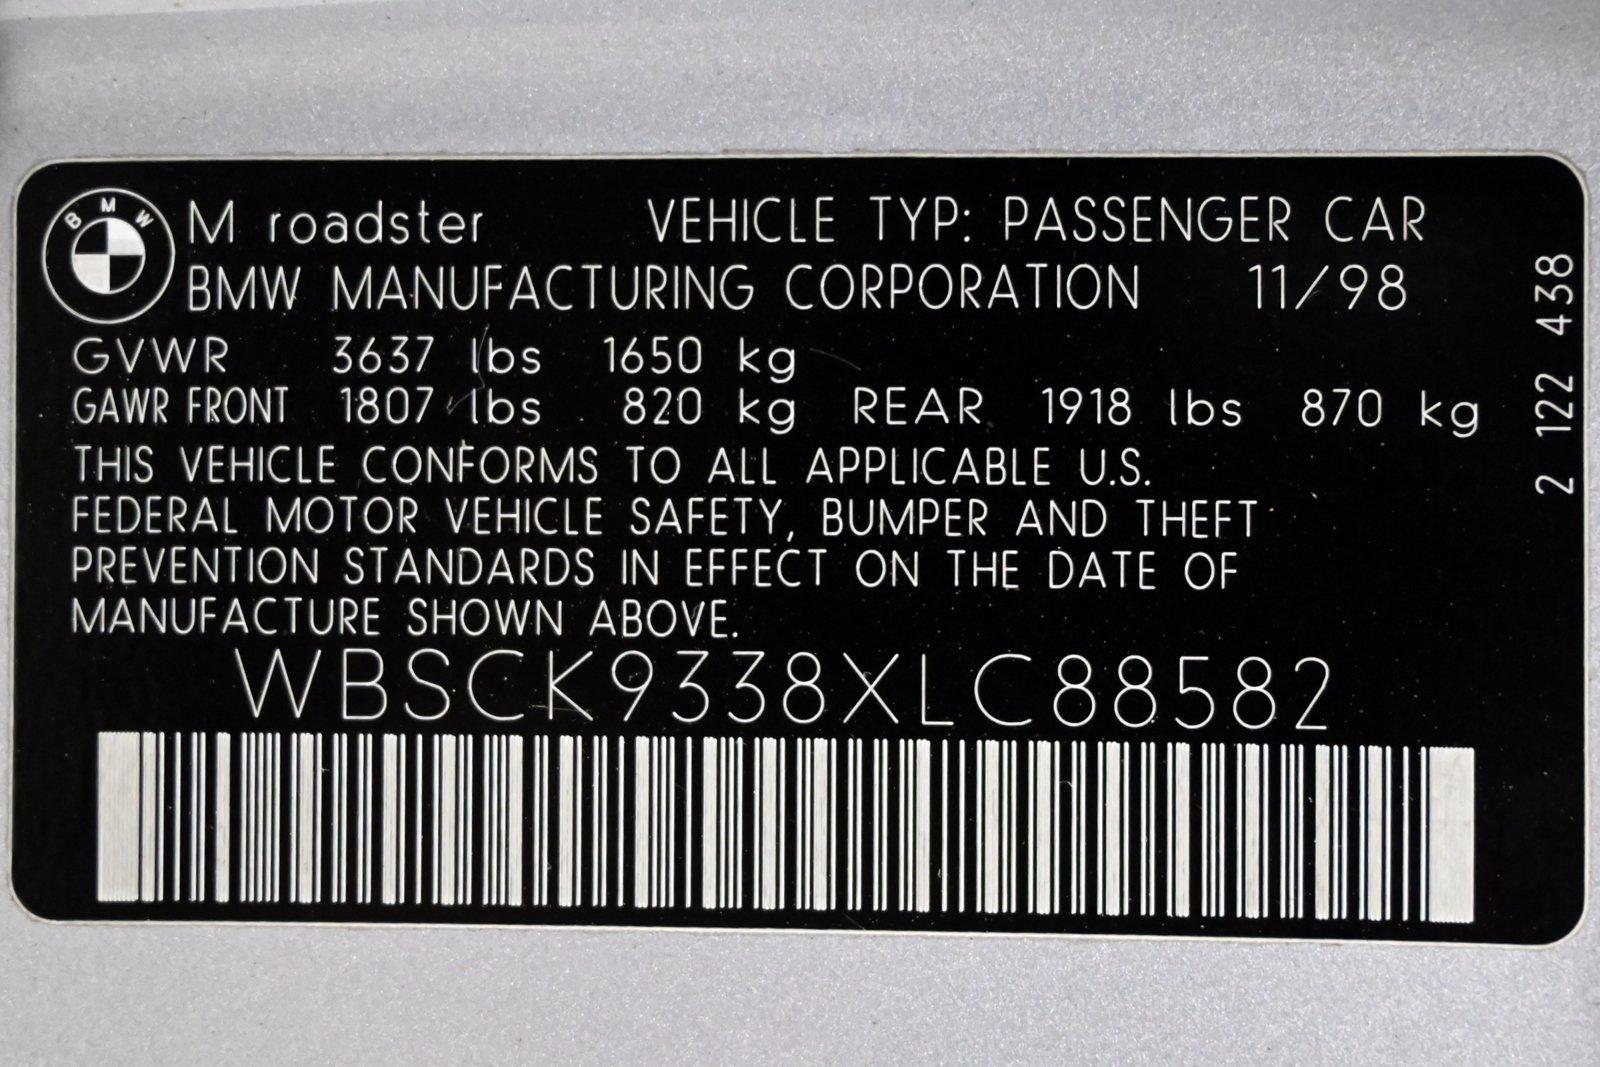 BMW
M roadster VEHICLE TYP: PASSENGER CAR
BMW MANUFACTURING CORPORATION 11/98
GVWR 3637 lbs 1650 kg
GAWR FRONT 1807 lbs 820 kg REAR 1918 lbs 870 kg
THIS VEHICLE CONFORMS TO ALL APPLICABLE U.S.
FEDERAL MOTOR VEHICLE SAFETY, BUMPER AND THEFT
PREVENTION STANDARDS IN EFFECT ON THE DATE OF
MANUFACTURE SHOWN ABOVE.
WBSCK9338XLC88582
2 122 438